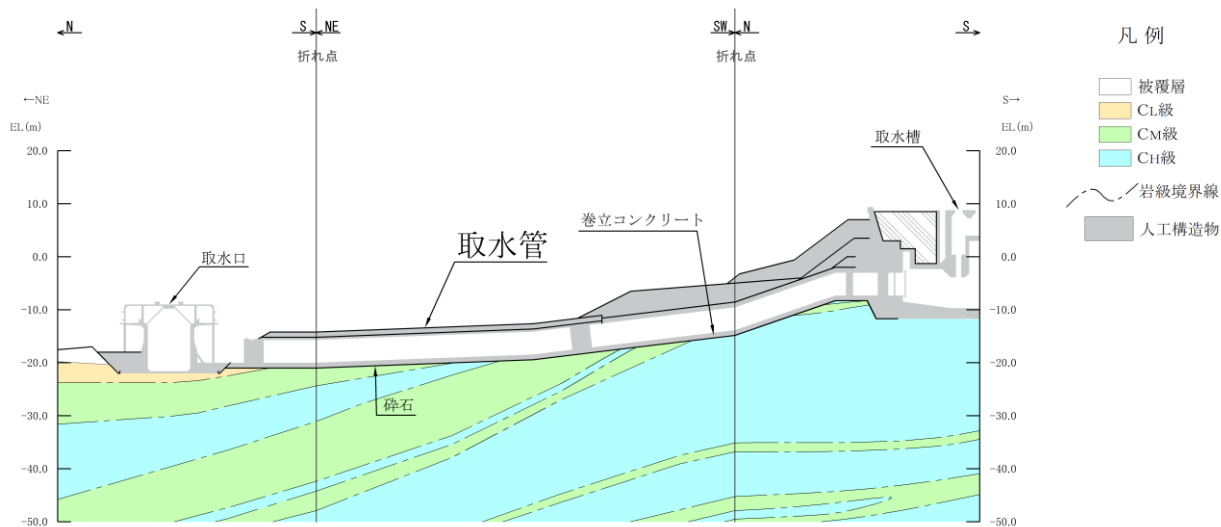 N
S
NE
折れ点
SW
N
折れ点
S
凡 例
被覆層
CL級
CM級
CH級
岩級境界線
人工構造物
←NE
EL(m)
S→
EL(m)
20.0
10.0
0.0
-10.0
-20.0
-30.0
-40.0
-50.0
20.0
10.0
0.0
-10.0
-20.0
-30.0
-40.0
-50.0
取水槽
巻立コンクリート
取水管
取水口
砕石